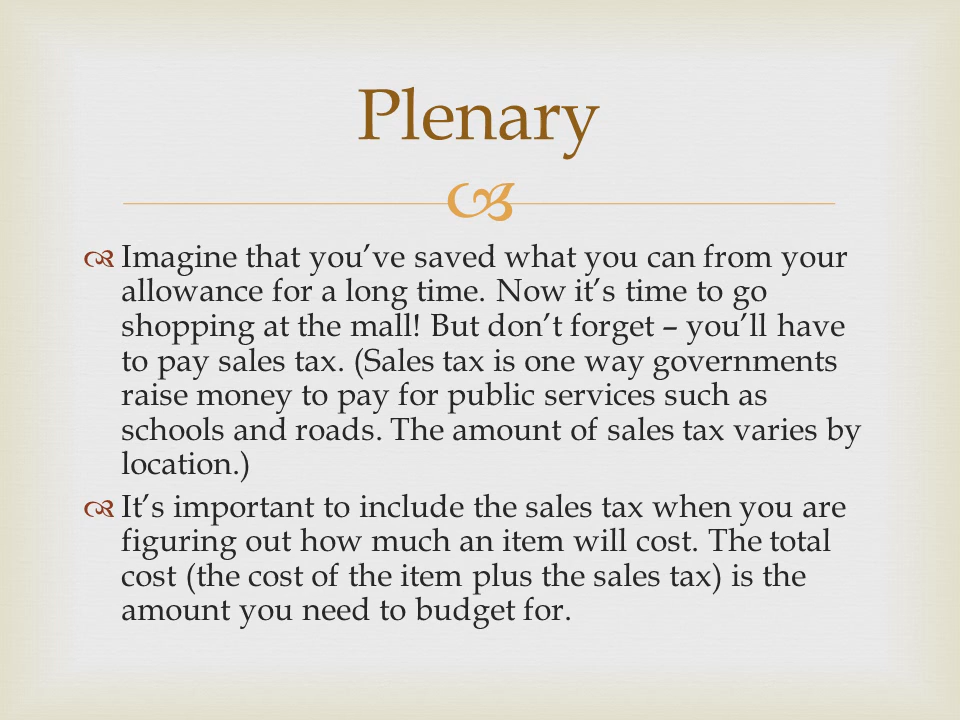 Plenary
Imagine that you’ve saved what you can from your
allowance for a long time. Now it’s time to go
shopping at the mall! But don’t forget – you’ll have
to pay sales tax. (Sales tax is one way governments
raise money to pay for public services such as
schools and roads. The amount of sales tax varies by
location.)
It’s important to include the sales tax when you are
figuring out how much an item will cost. The total
cost (the cost of the item plus the sales tax) is the
amount you need to budget for.